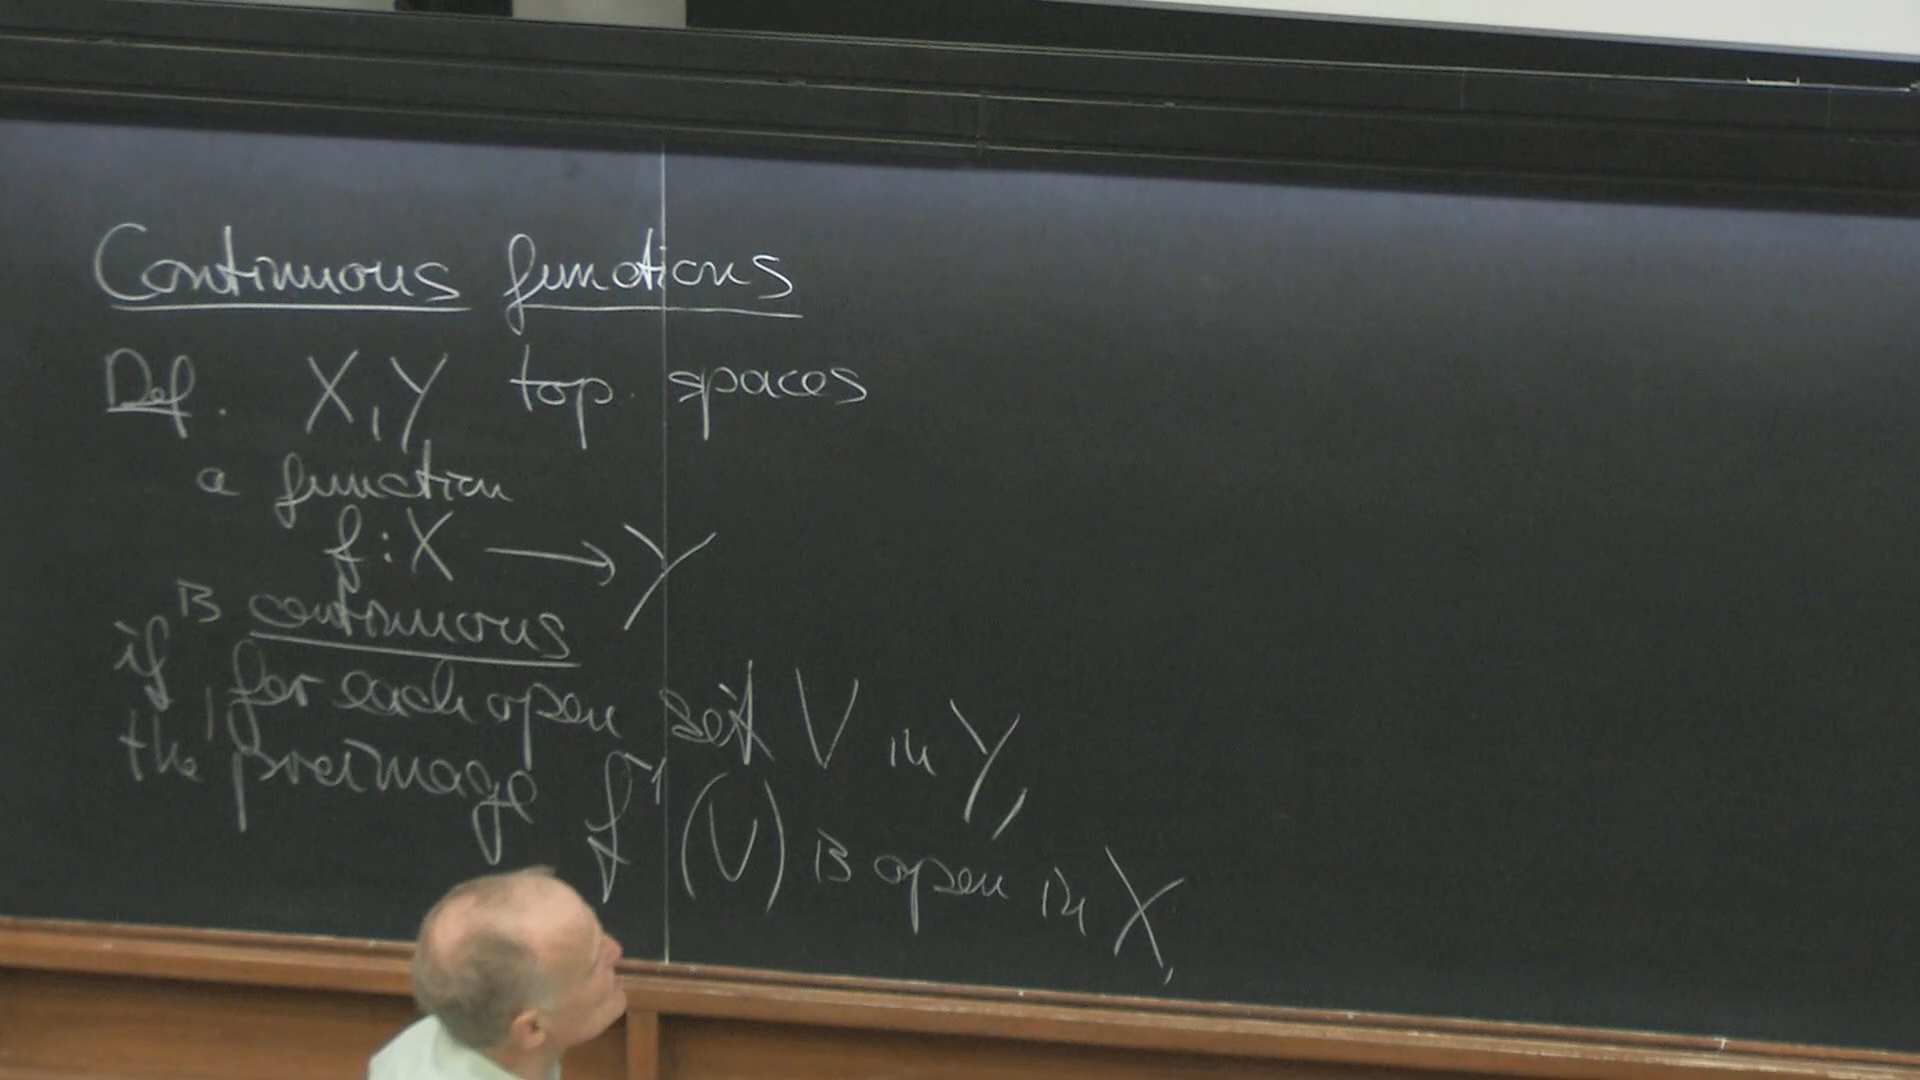 Continuous functions
Def. X, Y top. spaces
a function
f: X → Y
is continuous
if, for each open set V in Y,
the preimage f⁻¹(V) is open in X,